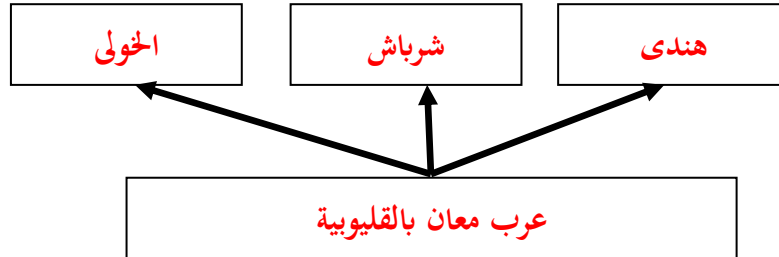 هندى
شرباش
الخولى
عرب معان بالقليوبية